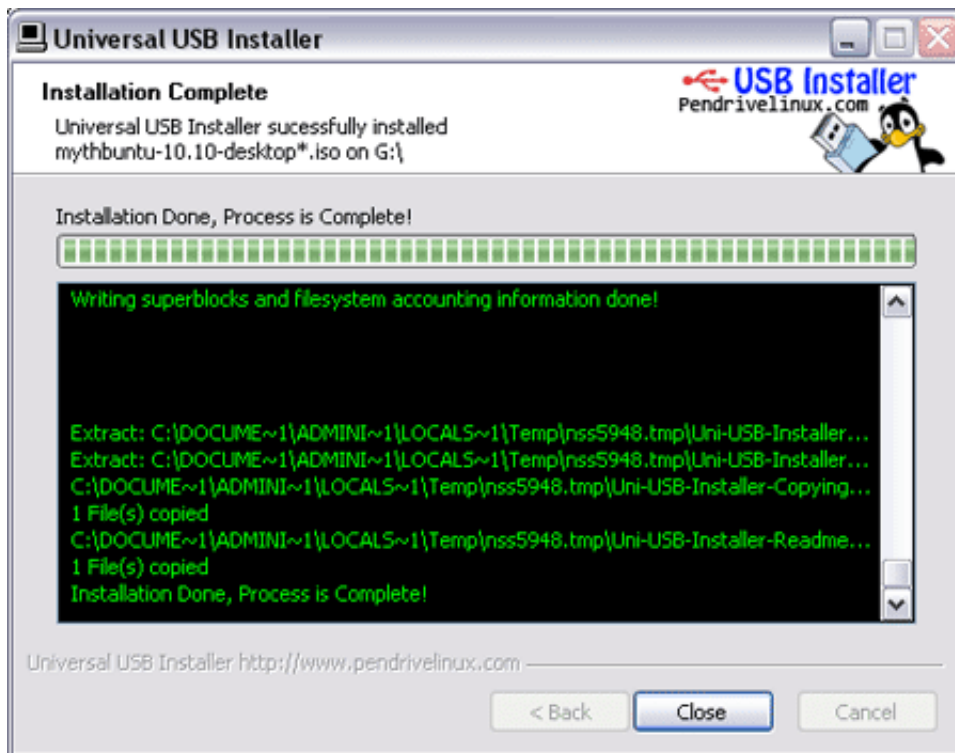 Universal USB Installer
Installation Complete
Universal USB Installer sucessfully installed
mythbuntu-10.10-desktop*.iso on G:\
USB Installer
Pendrivelinux.com
Installation Done, Process is Complete!
Writing superblocks and filesystem accounting information done!
Extract: C:\DOCUME~1\ADMINI~1\LOCALS~1\Temp\nss5948.tmp\Uni-USB-Installer...
Extract: C:\DOCUME~1\ADMINI~1\LOCALS~1\Temp\nss5948.tmp\Uni-USB-Installer...
C:\DOCUME~1\ADMINI~1\LOCALS~1\Temp\nss5948.tmp\Uni-USB-Installer-Copying...
1 File(s) copied
C:\DOCUME~1\ADMINI~1\LOCALS~1\Temp\nss5948.tmp\Uni-USB-Installer-Readme...
1 File(s) copied
Installation Done, Process is Complete!
Universal USB Installer http://www.pendrivelinux.com
< Back Close Cancel